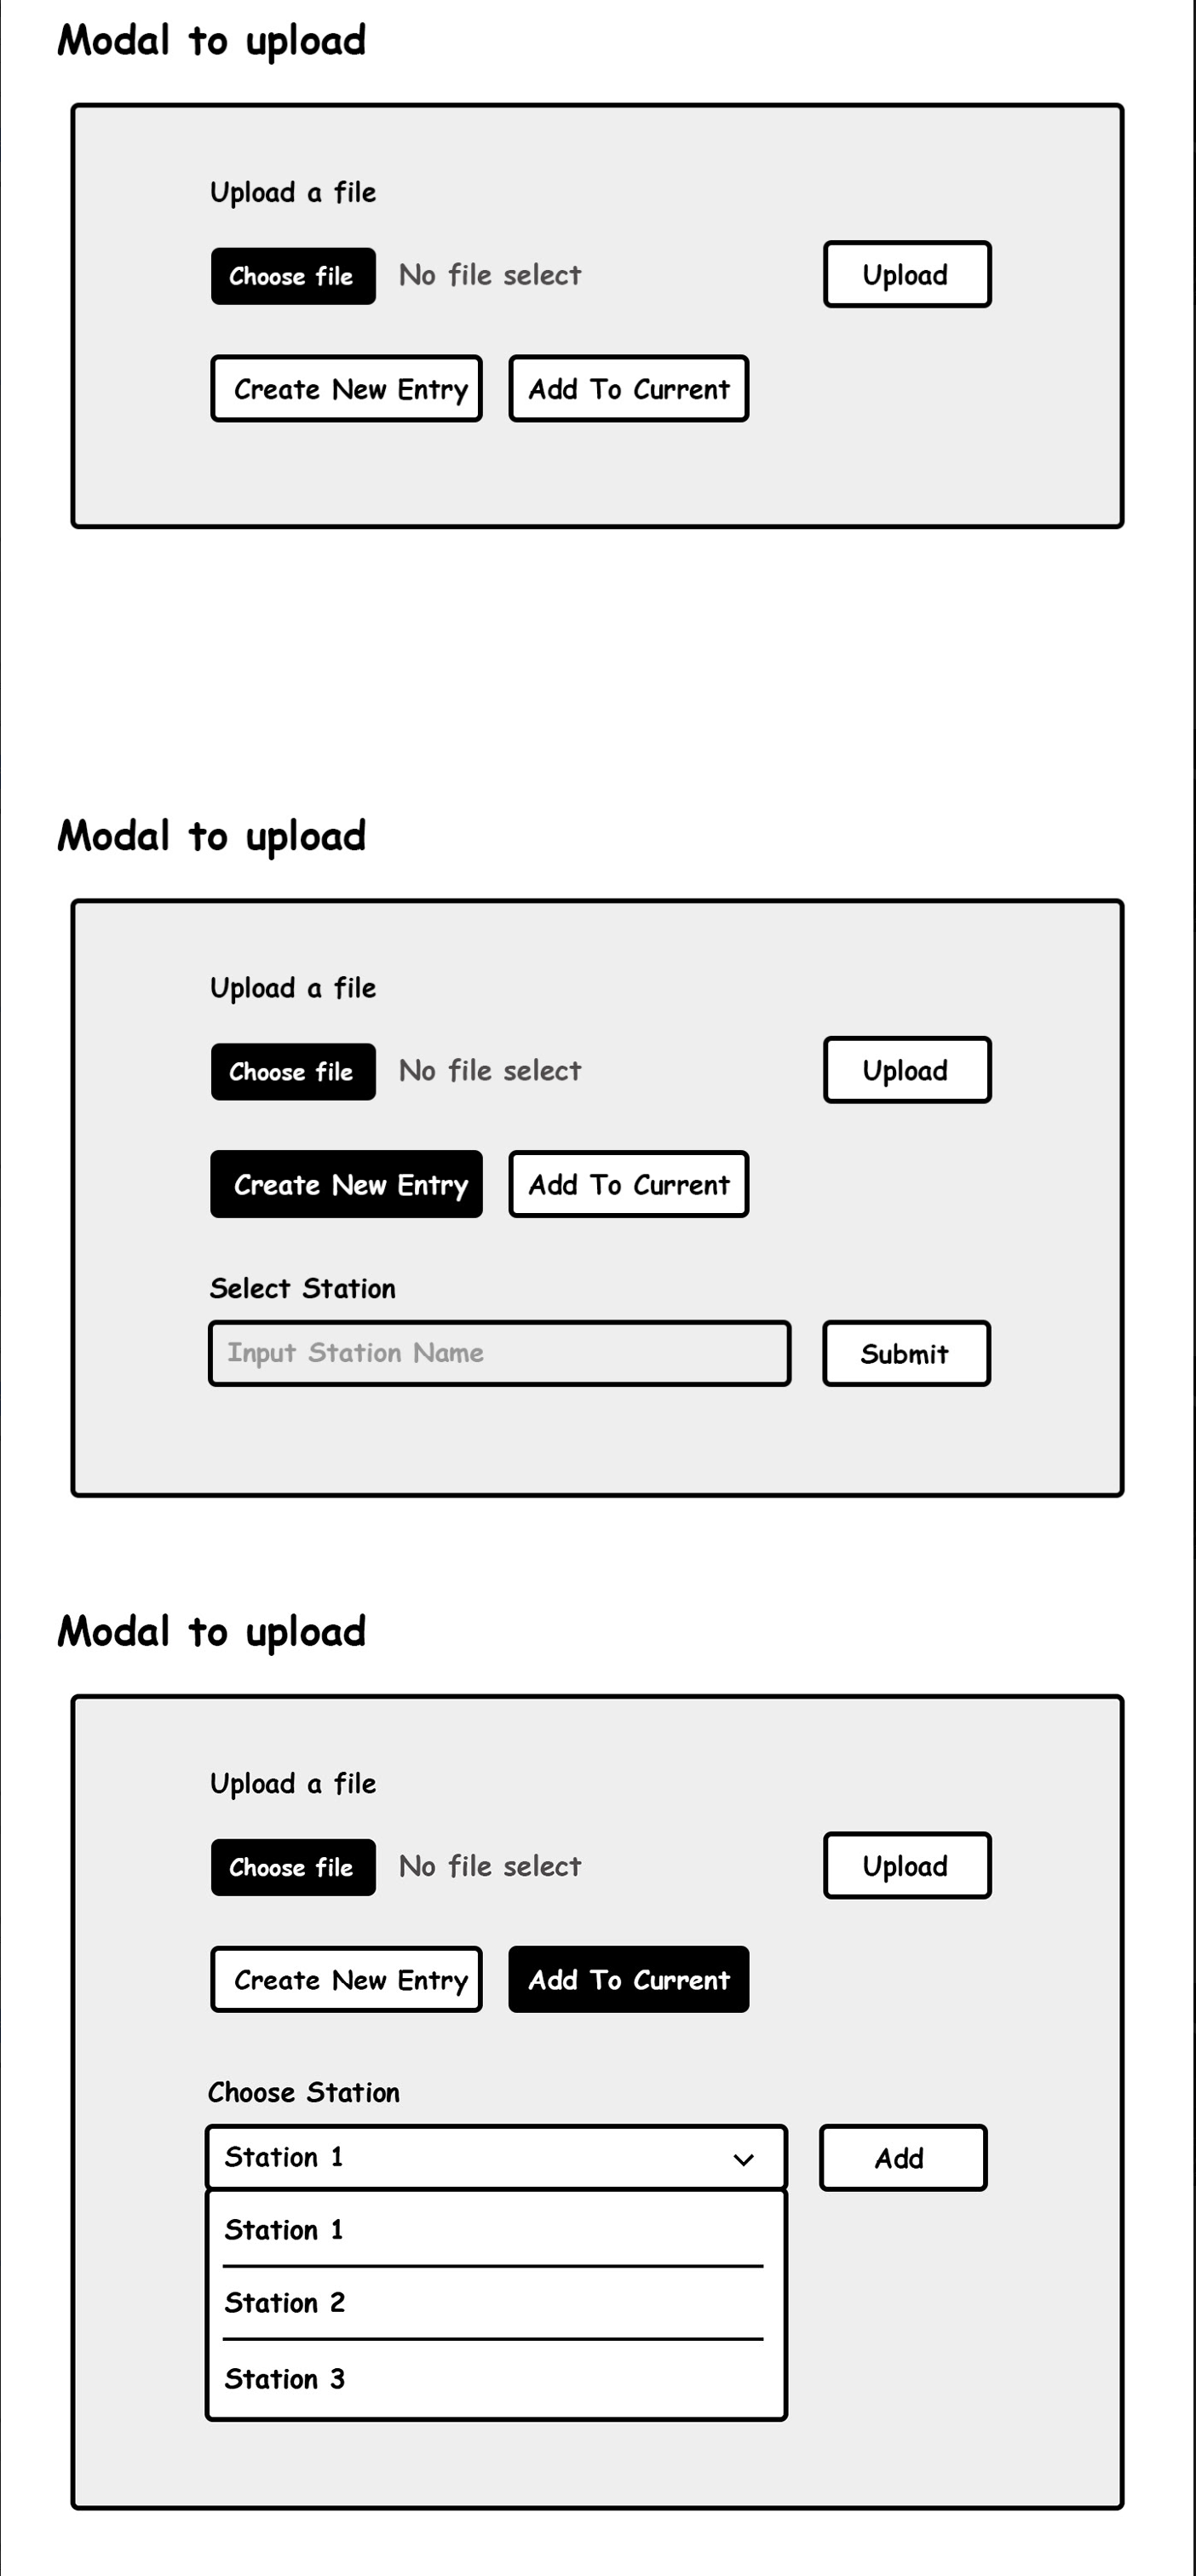 Modal to upload
Upload a file
Choose file No file select Upload
Create New Entry Add To Current
Modal to upload
Upload a file
Choose file No file select Upload
Create New Entry Add To Current
Select Station
Input Station Name Submit
Modal to upload
Upload a file
Choose file No file select Upload
Create New Entry Add To Current
Choose Station
Station 1 Add
Station 1
Station 2
Station 3